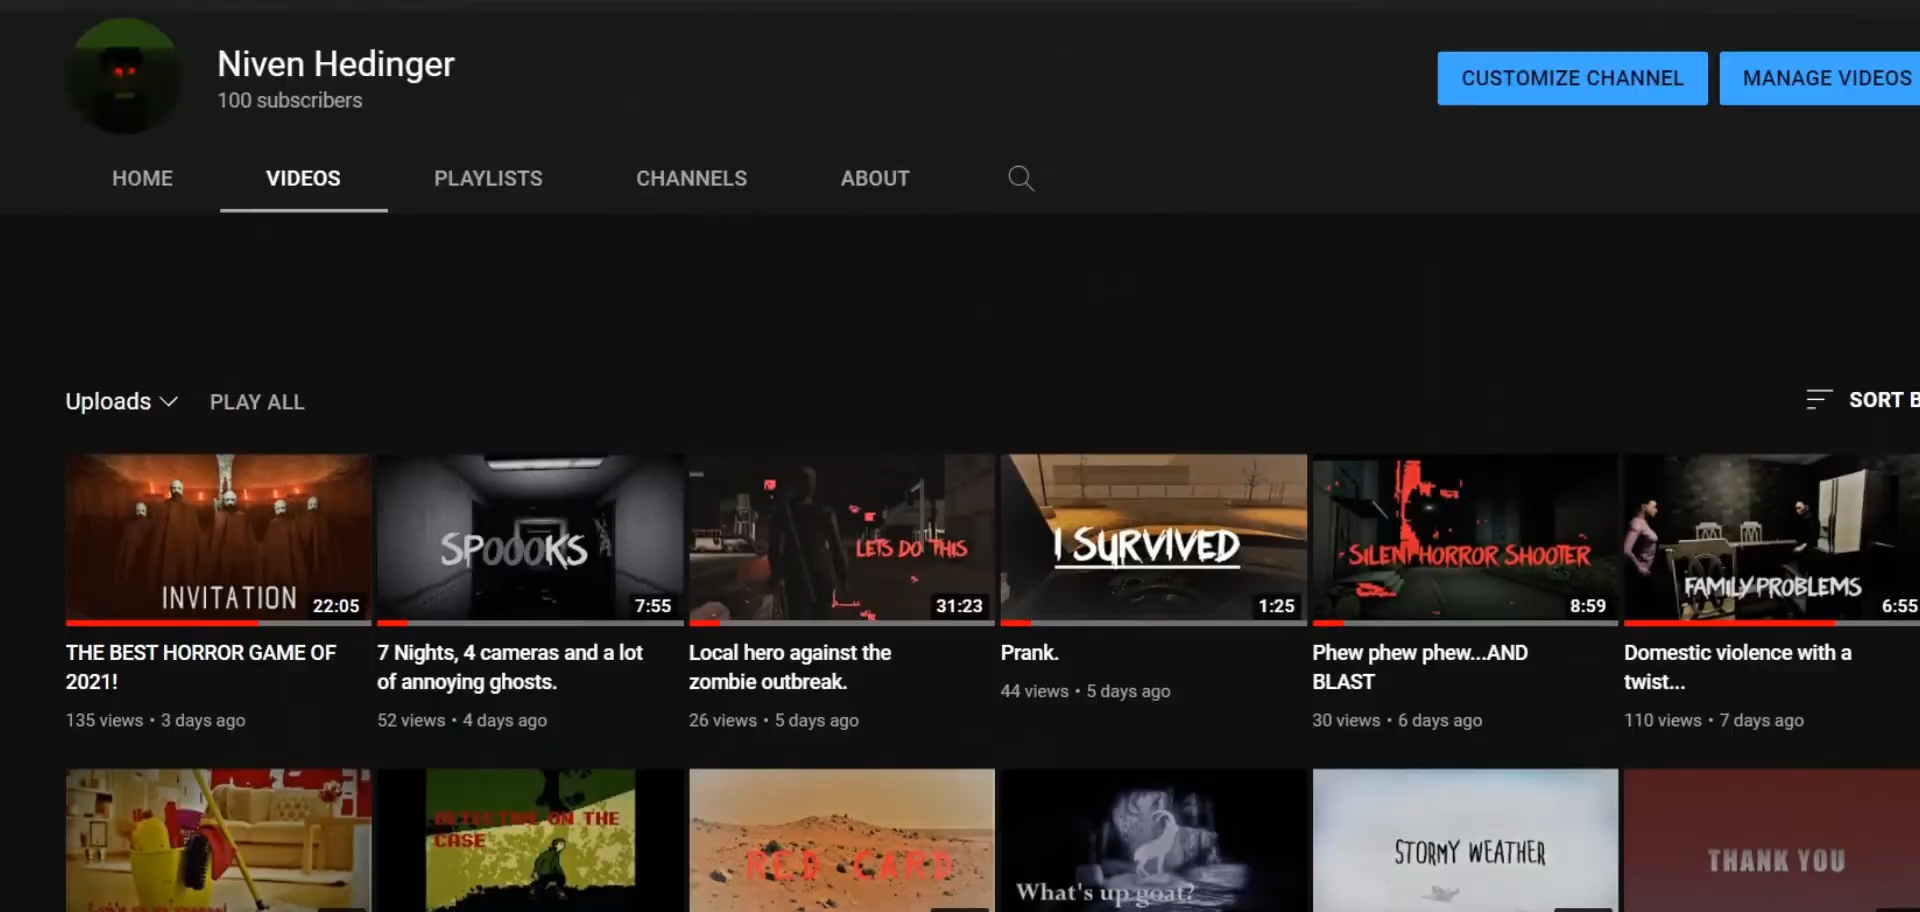 Niven Hedinger
100 subscribers
CUSTOMIZE CHANNEL
MANAGE VIDEOS
HOME
VIDEOS
PLAYLISTS
CHANNELS
ABOUT
Uploads
PLAY ALL
SORT B
INVITATION
22:05
SPOOOKS
7:55
LETS DO THIS
31:23
I SURVIVED
1:25
SILENT HORROR SHOOTER
8:59
FAMILY PROBLEMS
6:55
THE BEST HORROR GAME OF
2021!
135 views • 3 days ago
7 Nights, 4 cameras and a lot
of annoying ghosts.
52 views • 4 days ago
Local hero against the
zombie outbreak.
26 views • 5 days ago
Prank.
44 views • 5 days ago
Phew phew phew...AND
BLAST
30 views • 6 days ago
Domestic violence with a
twist...
110 views • 7 days ago
DETECTIVE ON THE
CASE
RED CARD
What's up goat?
STORMY WEATHER
THANK YOU